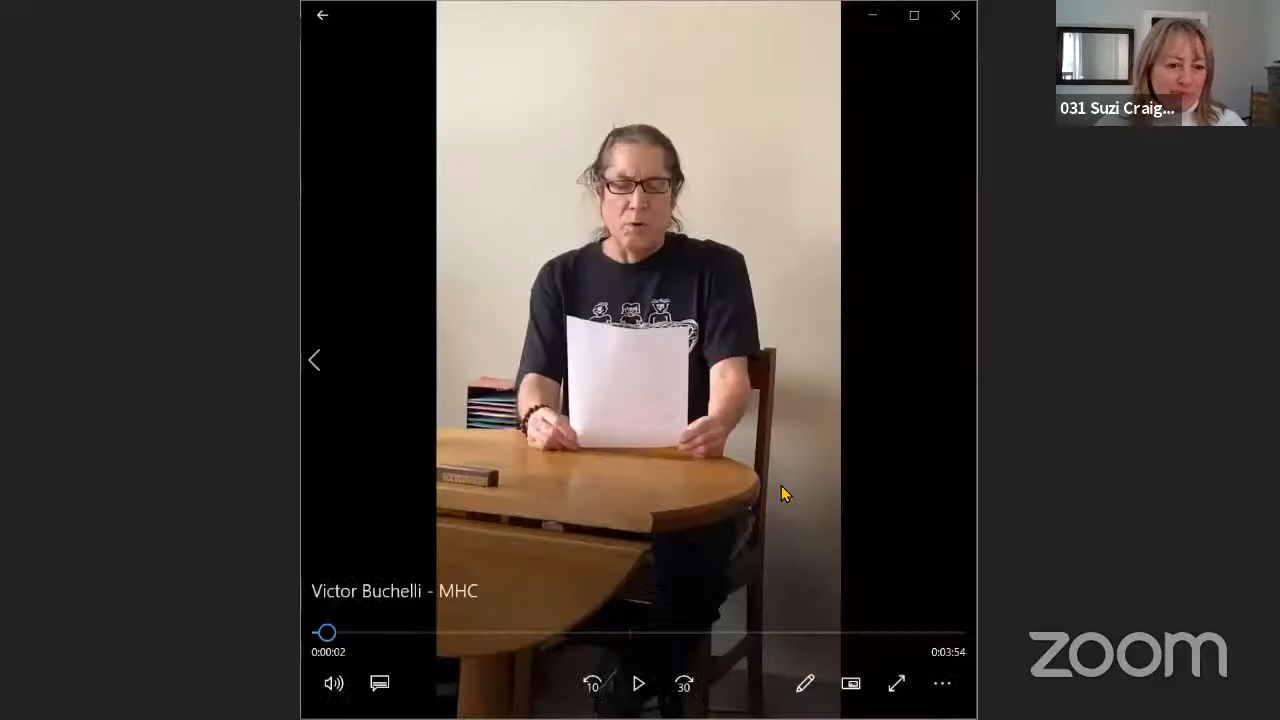 031 Suzi Craig...
Victor Buchelli - MHC
0:00:02
0:03:54
10
30
zoom